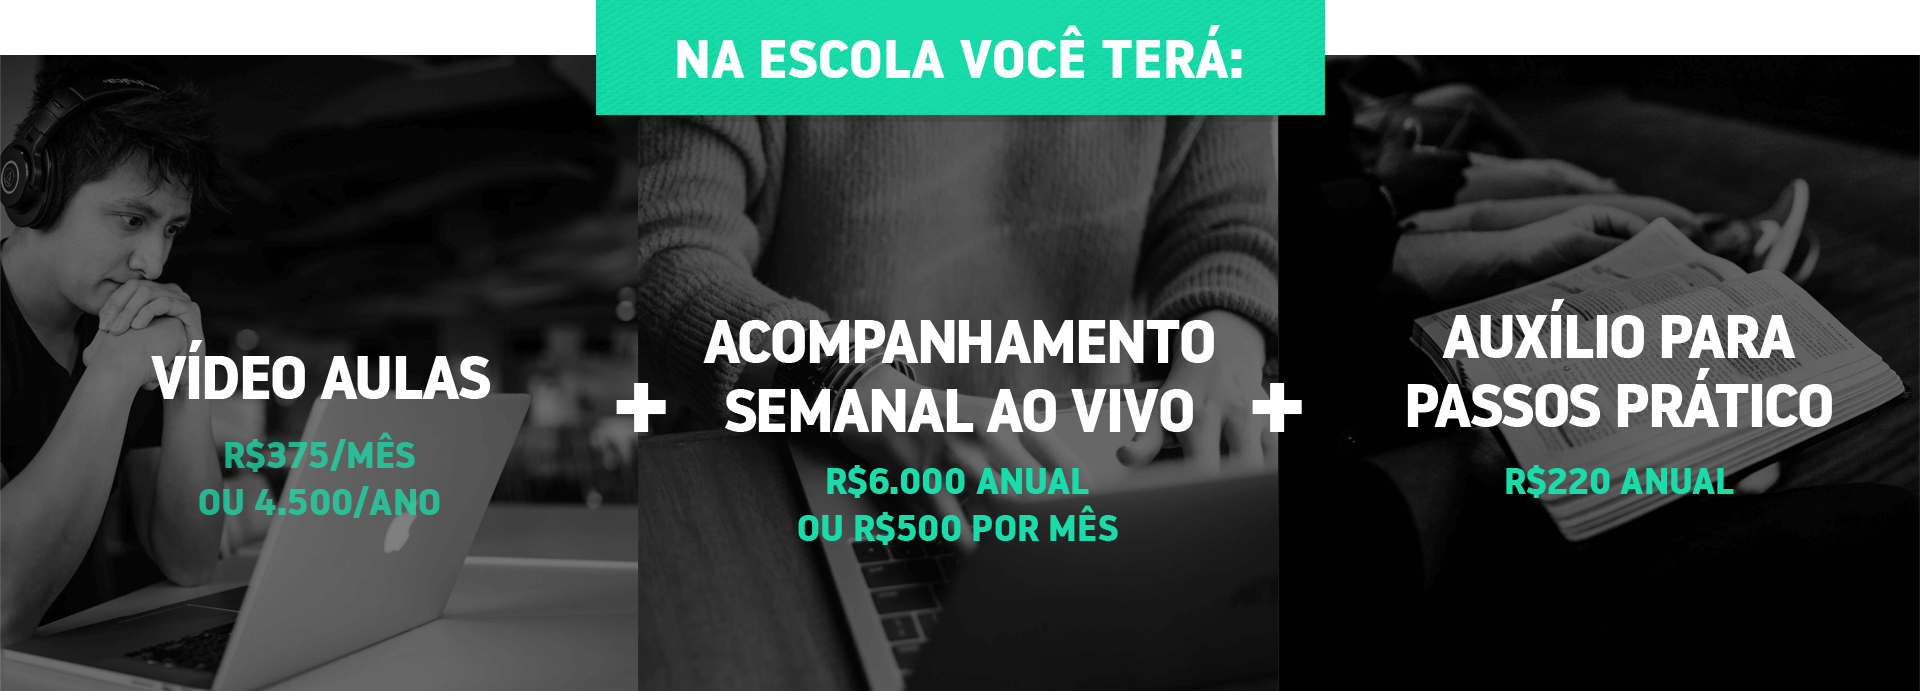 NA ESCOLA VOCÊ TERÁ:
VÍDEO AULAS
R$375/MÊS
OU 4.500/ANO
+
ACOMPANHAMENTO
SEMANAL AO VIVO
R$6.000 ANUAL
OU R$500 POR MÊS
+
AUXÍLIO PARA
PASSOS PRÁTICO
R$220 ANUAL